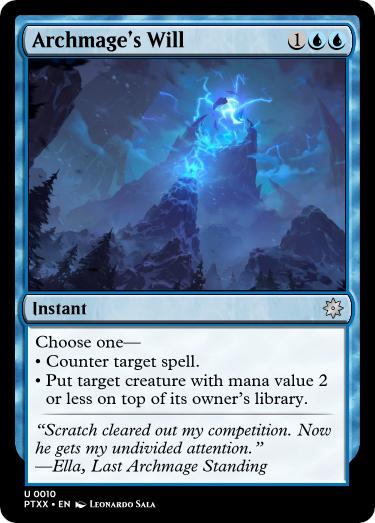 Archmage's Will 1
Instant
Choose one—
• Counter target spell.
• Put target creature with mana value 2
or less on top of its owner's library.
“Scratch cleared out my competition. Now
he gets my undivided attention.”
—Ella, Last Archmage Standing
U 0010
PTXX • EN Leonardo Sala